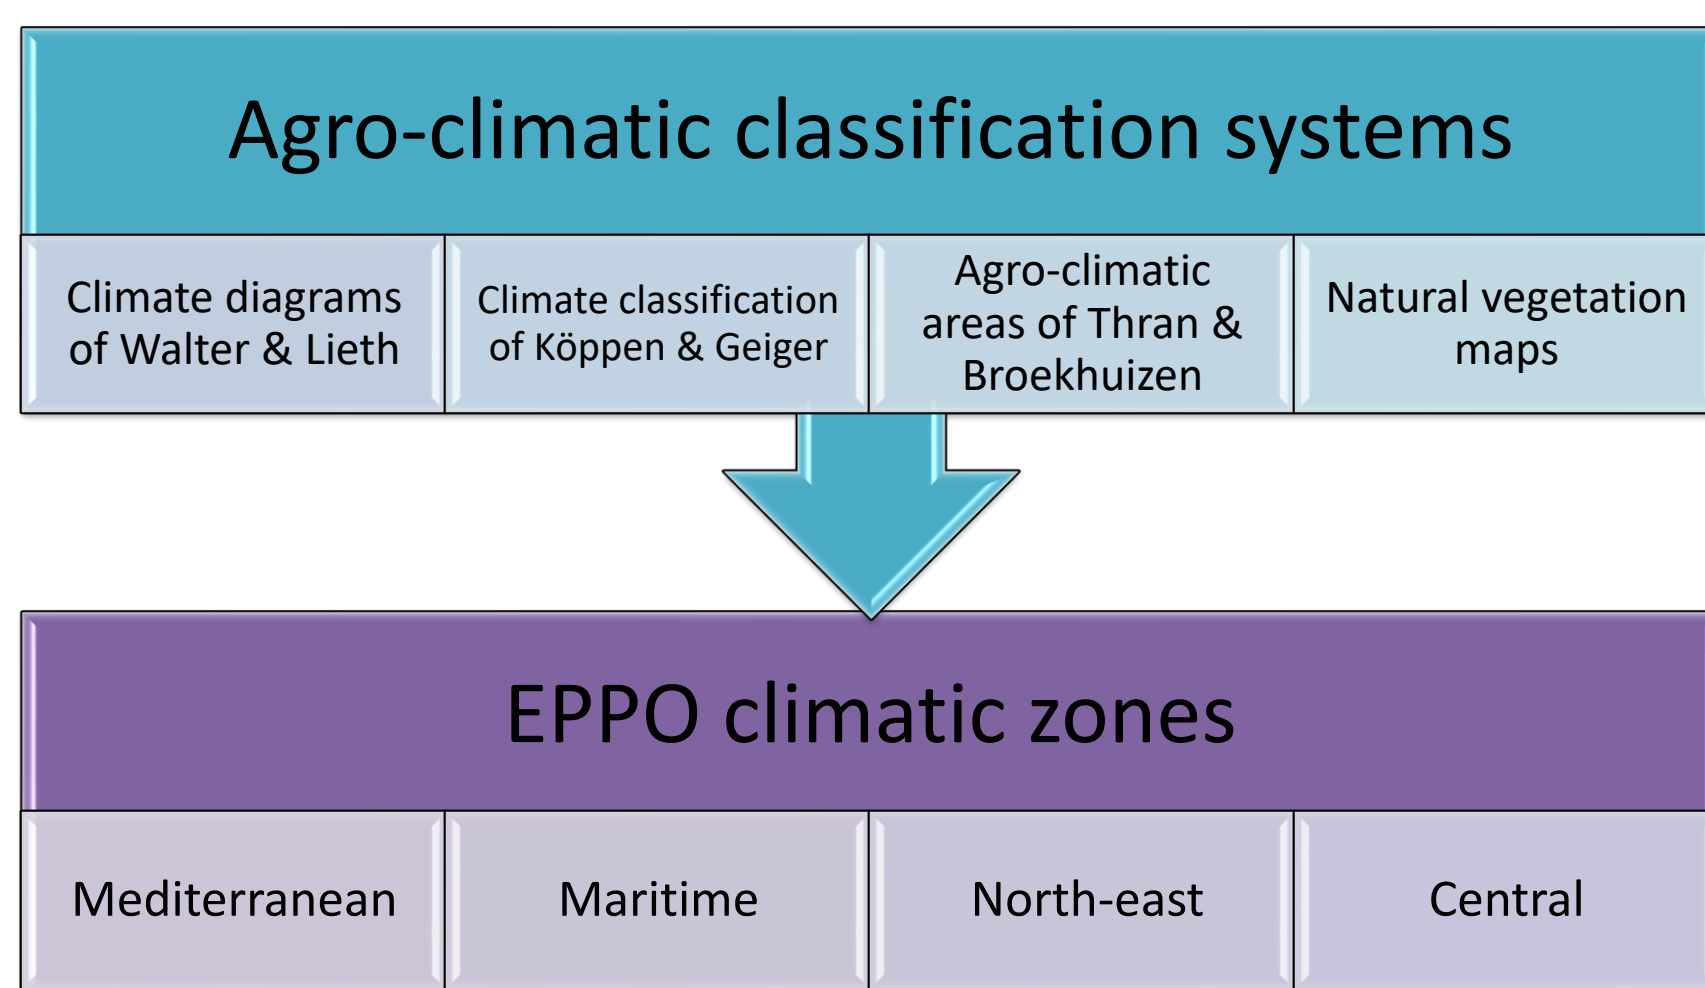 Agro-climatic classification systems
Climate diagrams
of Walter & Lieth
Climate classification
of Köppen & Geiger
Agro-climatic
areas of Thran &
Broekhuizen
Natural vegetation
maps
EPPO climatic zones
Mediterranean
Maritime
North-east
Central